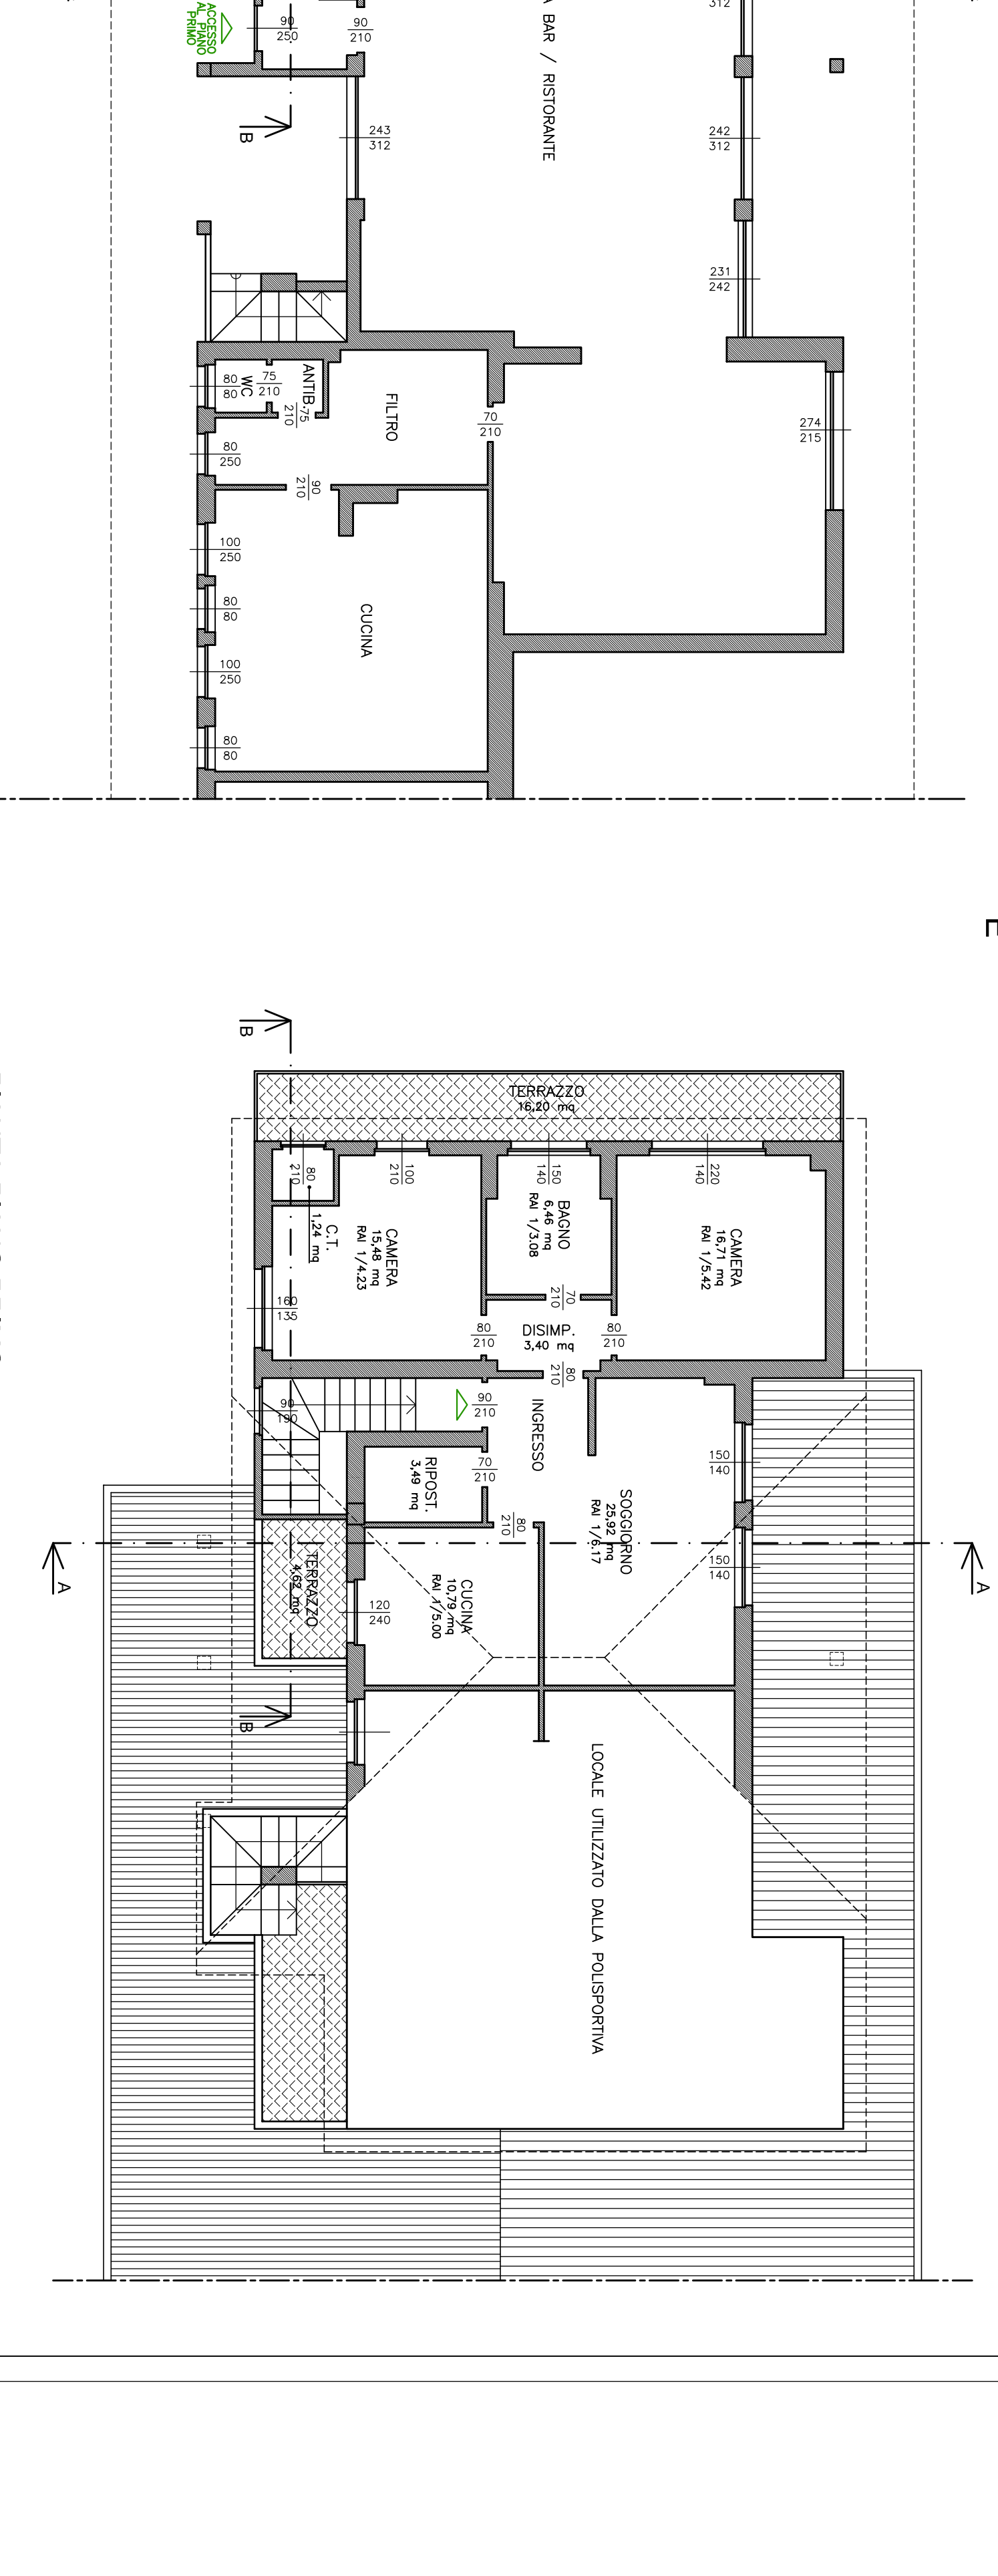 ACCESSO
AL PIANO
PRIMO
90
250
90
210
312
A BAR / RISTORANTE
B
243
312
242
312
231
242
274
215
80
80
WC
75
210
ANTIB.
75
210
FILTRO
70
210
80
250
90
210
100
250
80
80
CUCINA
100
250
80
80
B
TERRAZZO
16,20 mq
80
210
100
210
150
140
220
140
C.T.
1,24 mq
CAMERA
15,48 mq
RAI 1/4.23
BAGNO
6,46 mq
RAI 1/3.08
CAMERA
16,71 mq
RAI 1/5.42
160
135
70
210
80
210
DISIMP.
3,40 mq
80
210
80
210
90
190
90
210
INGRESSO
150
140
RIPOST.
3,49 mq
70
210
80
210
SOGGIORNO
25,92 mq
RAI 1/6.17
A
A
150
140
TERRAZZO
4,62 mq
120
240
CUCINA
10,79 mq
RAI 1/5.00
B
LOCALE UTILIZZATO DALLA POLISPORTIVA